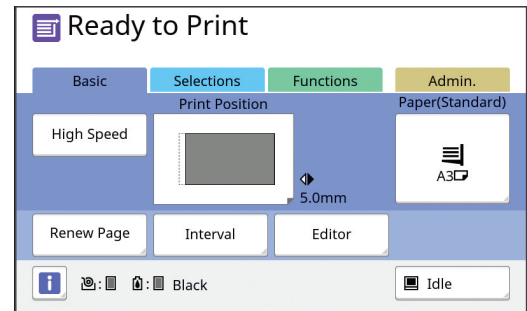 Ready to Print
Basic
Selections
Functions
Admin.
Print Position
Paper(Standard)
High Speed
A3
5.0mm
Renew Page
Interval
Editor
i
: : Black
Idle